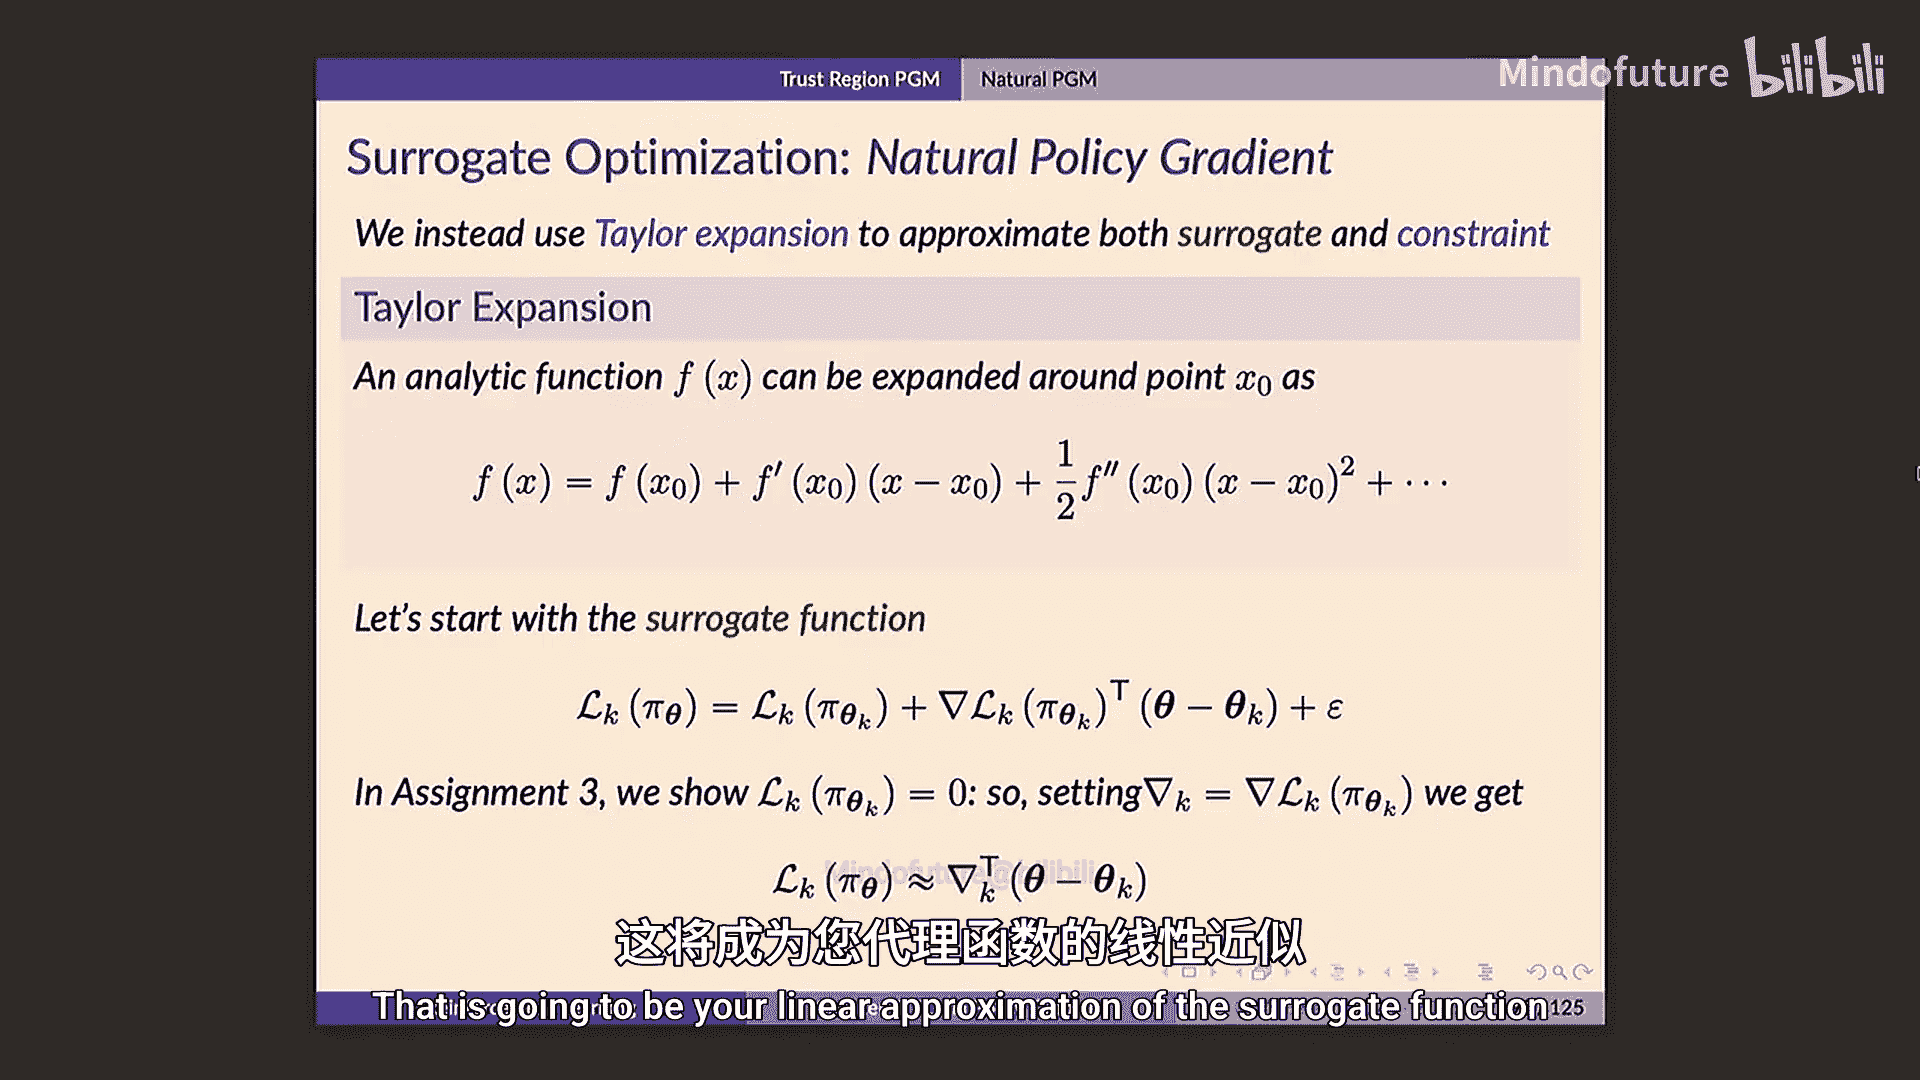 Trust Region PGM Natural PGM
Mindofuture bilibili
Surrogate Optimization: Natural Policy Gradient
We instead use Taylor expansion to approximate both surrogate and constraint
Taylor Expansion
An analytic function f (x) can be expanded around point x₀ as
f (x) = f (x₀) + f′ (x₀) (x − x₀) + 1/2 f″ (x₀) (x − x₀)² + ⋯
Let's start with the surrogate function
ℒₖ (π_θ) = ℒₖ (π_θₖ) + ∇ℒₖ (π_θₖ)ᵀ (θ − θₖ) + ε
In Assignment 3, we show ℒₖ (π_θₖ) = 0: so, setting∇ₖ = ∇ℒₖ (π_θₖ) we get
Mindofuture@bilibili
ℒₖ (π_θ) ≈ ∇ₖᵀ (θ − θₖ)
这将成为您代理函数的线性近似
That is going to be your linear approximation of the surrogate function
125